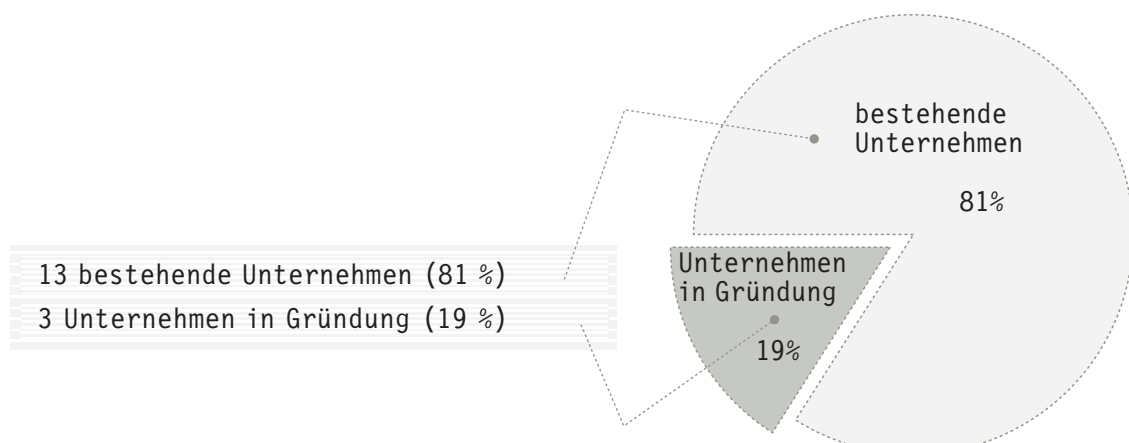 bestehende
Unternehmen
81%
13 bestehende Unternehmen (81 %)
3 Unternehmen in Gründung (19 %)
Unternehmen
in Gründung
19%